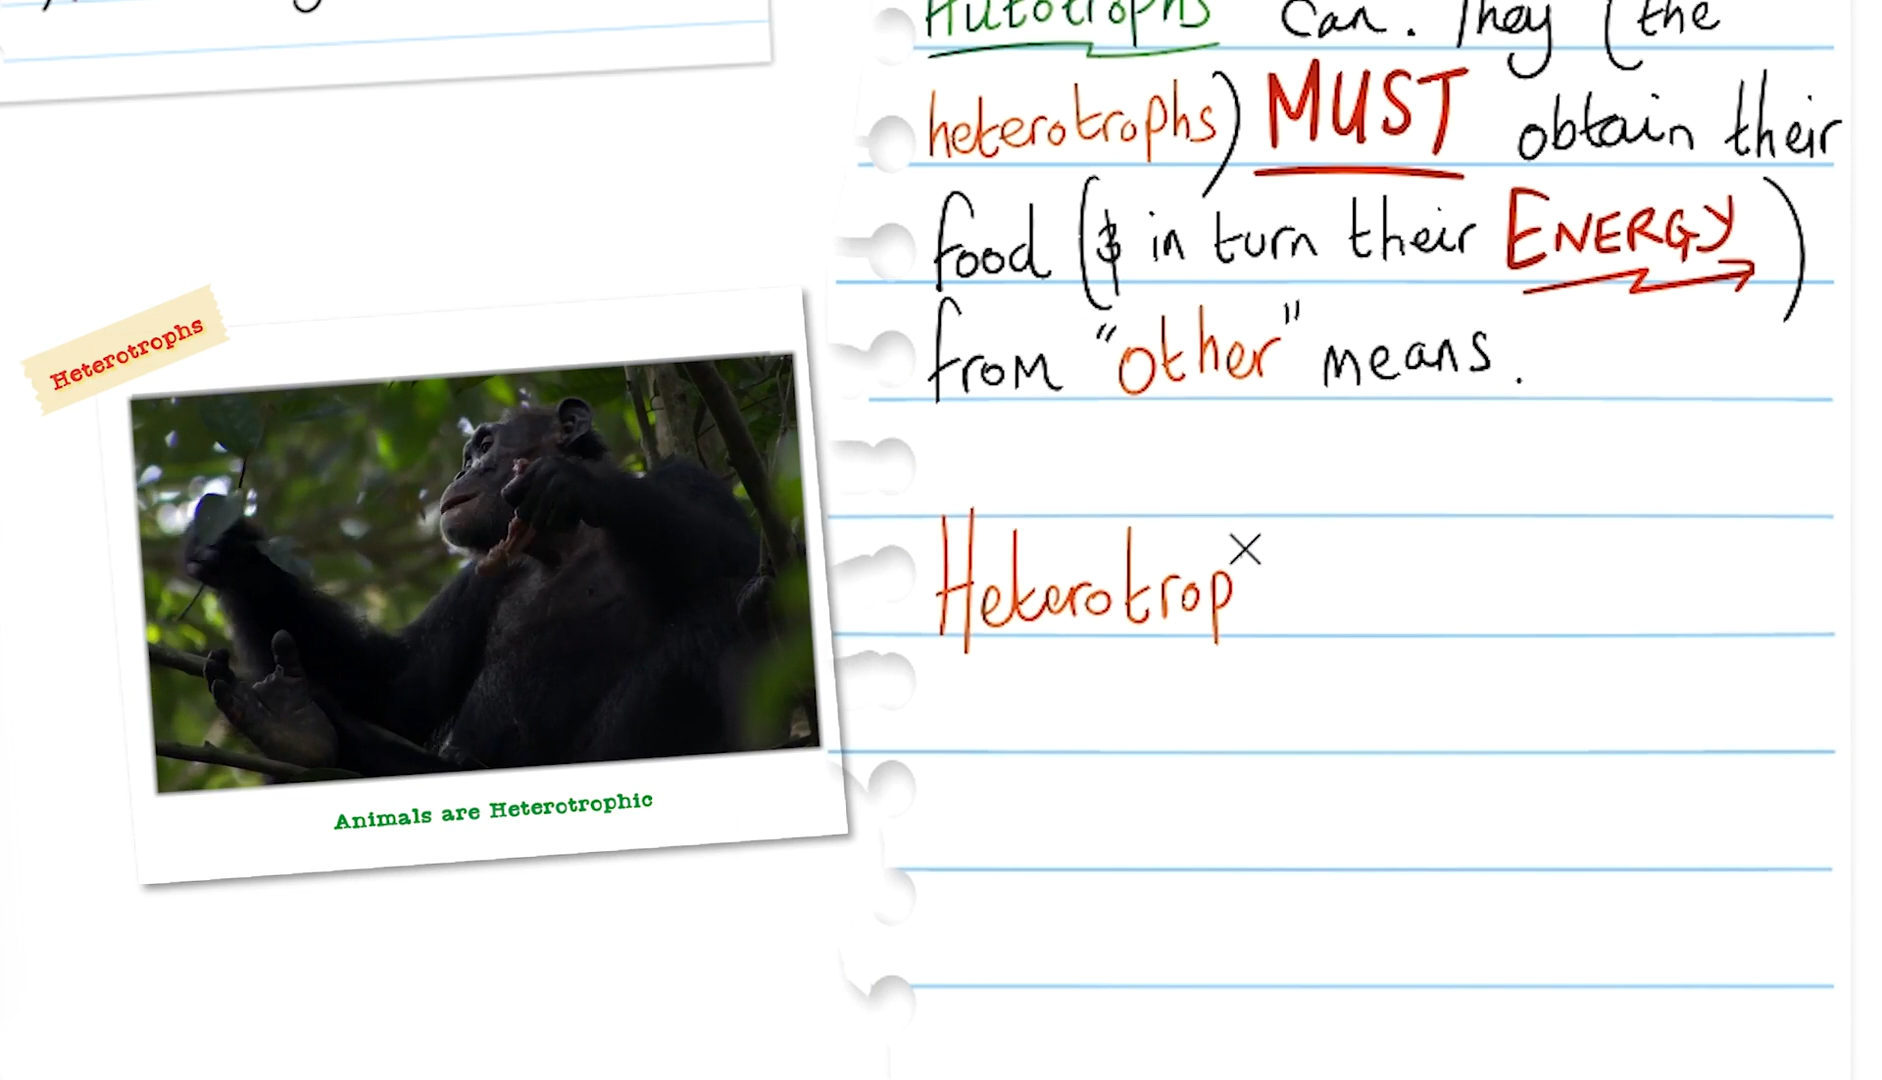 Autotrophs can. They (the
heterotrophs) MUST obtain their
food (& in turn their ENERGY)
from "other" means.
Heterotrop
Heterotrophs
Animals are Heterotrophic